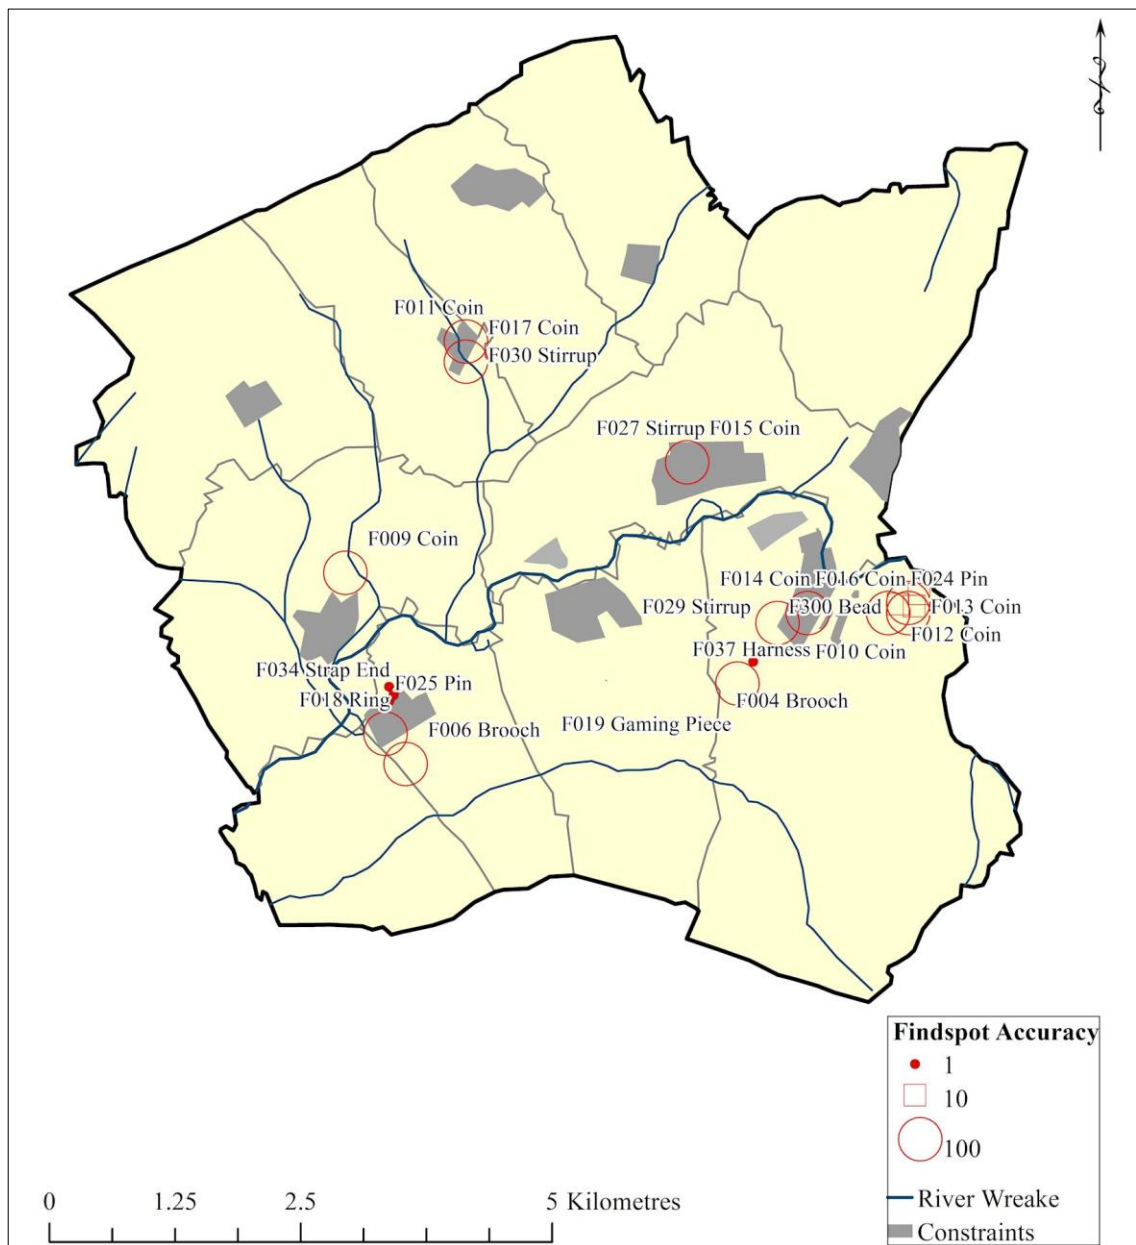 F011 Coin
F017 Coin
F030 Stirrup
F027 Stirrup F015 Coin
F009 Coin
F014 Coin F016 Coin F024 Pin
F029 Stirrup F300 Bead F013 Coin
F012 Coin
F037 Harness F010 Coin
F034 Strap End
F025 Pin
F018 Ring
F004 Brooch
F006 Brooch F019 Gaming Piece
Findspot Accuracy
1
10
100
River Wreake
Constraints
0 1.25 2.5 5 Kilometres